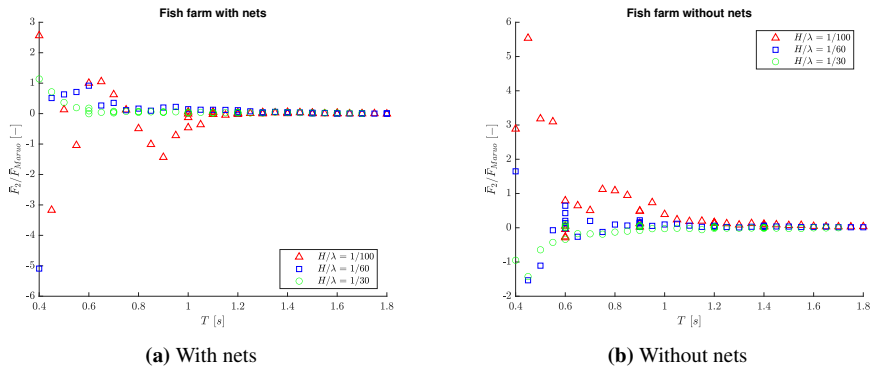 Fish farm with nets
3
2
1
0
-1
-2
-3
-4
-5
-6
F̄₂/F̄_Maruo [−]
H/λ = 1/100
H/λ = 1/60
H/λ = 1/30
0.4 0.6 0.8 1 1.2 1.4 1.6 1.8
T [s]
(a) With nets
Fish farm without nets
6
5
4
3
2
1
0
-1
-2
F̄₂/F̄_Maruo [−]
H/λ = 1/100
H/λ = 1/60
H/λ = 1/30
0.4 0.6 0.8 1 1.2 1.4 1.6 1.8
T [s]
(b) Without nets